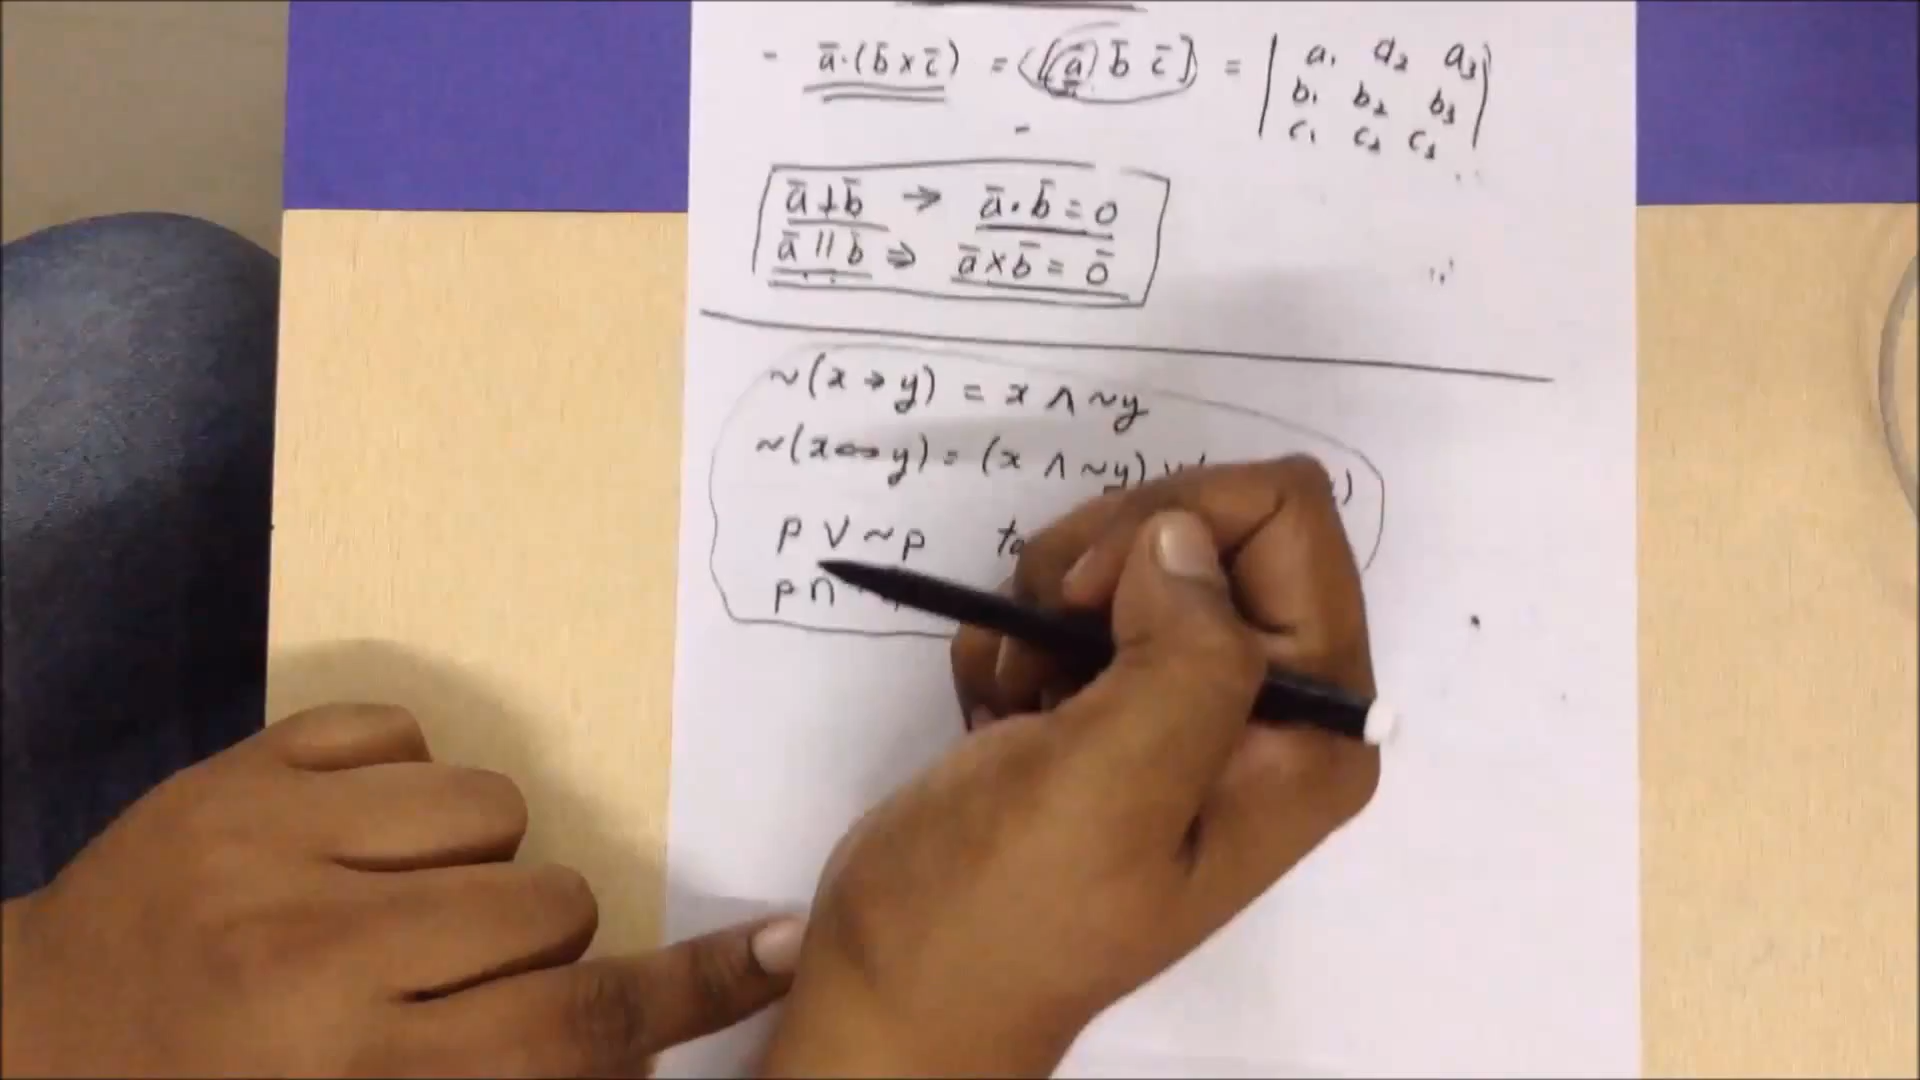 - a̅·(b̅ × c̅) = [a̅ b̅ c̅] = | a₁ a₂ a₃
b₁ b₂ b₃
c₁ c₂ c₃ |
a̅ ⊥ b̅ → a̅ · b̅ = 0
a̅ || b̅ ⇒ a̅ × b̅ = 0̅
~(x → y) = x ∧ ~y
~(x ↔ y) = (x ∧ ~y) ∨ (
p ∨ ~p
p ∩